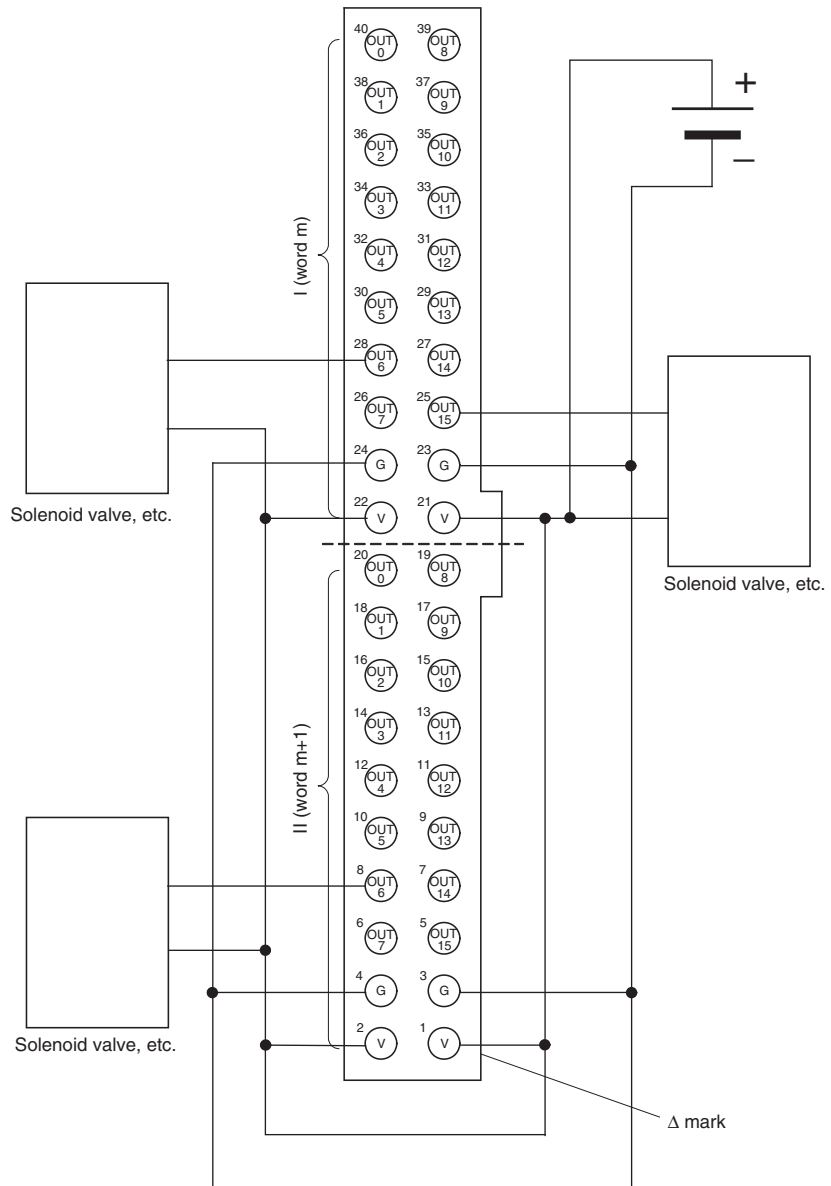 40 OUT 0 39 OUT 8
38 OUT 1 37 OUT 9
36 OUT 2 35 OUT 10
34 OUT 3 33 OUT 11
32 OUT 4 31 OUT 12
30 OUT 5 29 OUT 13
28 OUT 6 27 OUT 14
26 OUT 7 25 OUT 15
24 G 23 G
22 V 21 V
20 OUT 0 19 OUT 8
18 OUT 1 17 OUT 9
16 OUT 2 15 OUT 10
14 OUT 3 13 OUT 11
12 OUT 4 11 OUT 12
10 OUT 5 9 OUT 13
8 OUT 6 7 OUT 14
6 OUT 7 5 OUT 15
4 G 3 G
2 V 1 V
I (word m)
II (word m+1)
+
−
Solenoid valve, etc.
Solenoid valve, etc.
Solenoid valve, etc.
Δ mark